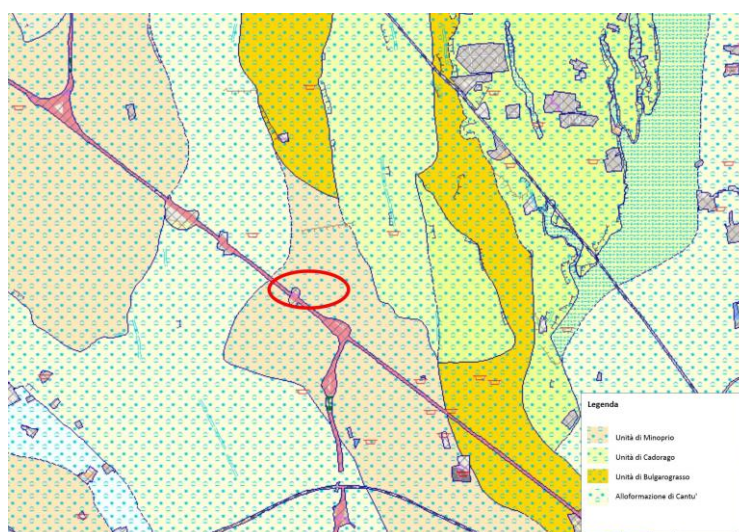 Legenda
Unità di Minoprio
Unità di Cadorago
Unità di Bulgarograsso
Alloformazione di Cantu'